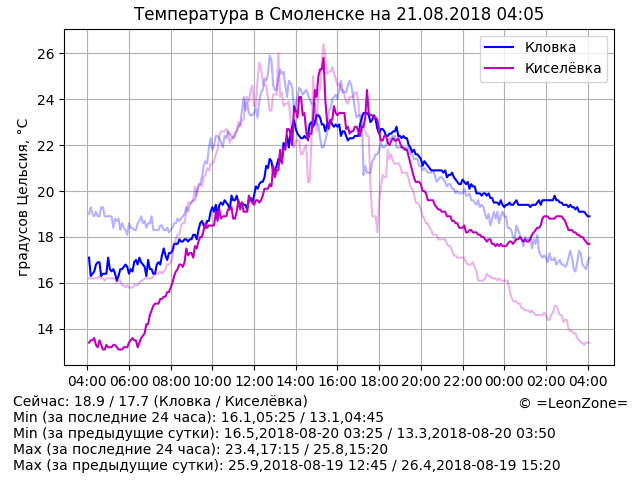 Температура в Смоленске на 21.08.2018 04:05
Кловка
Киселёвка
градусов Цельсия, °C
26
24
22
20
18
16
14
04:00 06:00 08:00 10:00 12:00 14:00 16:00 18:00 20:00 22:00 00:00 02:00 04:00
Сейчас: 18.9 / 17.7 (Кловка / Киселёвка)
© =LeonZone=
Min (за последние 24 часа): 16.1,05:25 / 13.1,04:45
Min (за предыдущие сутки): 16.5,2018-08-20 03:25 / 13.3,2018-08-20 03:50
Max (за последние 24 часа): 23.4,17:15 / 25.8,15:20
Max (за предыдущие сутки): 25.9,2018-08-19 12:45 / 26.4,2018-08-19 15:20